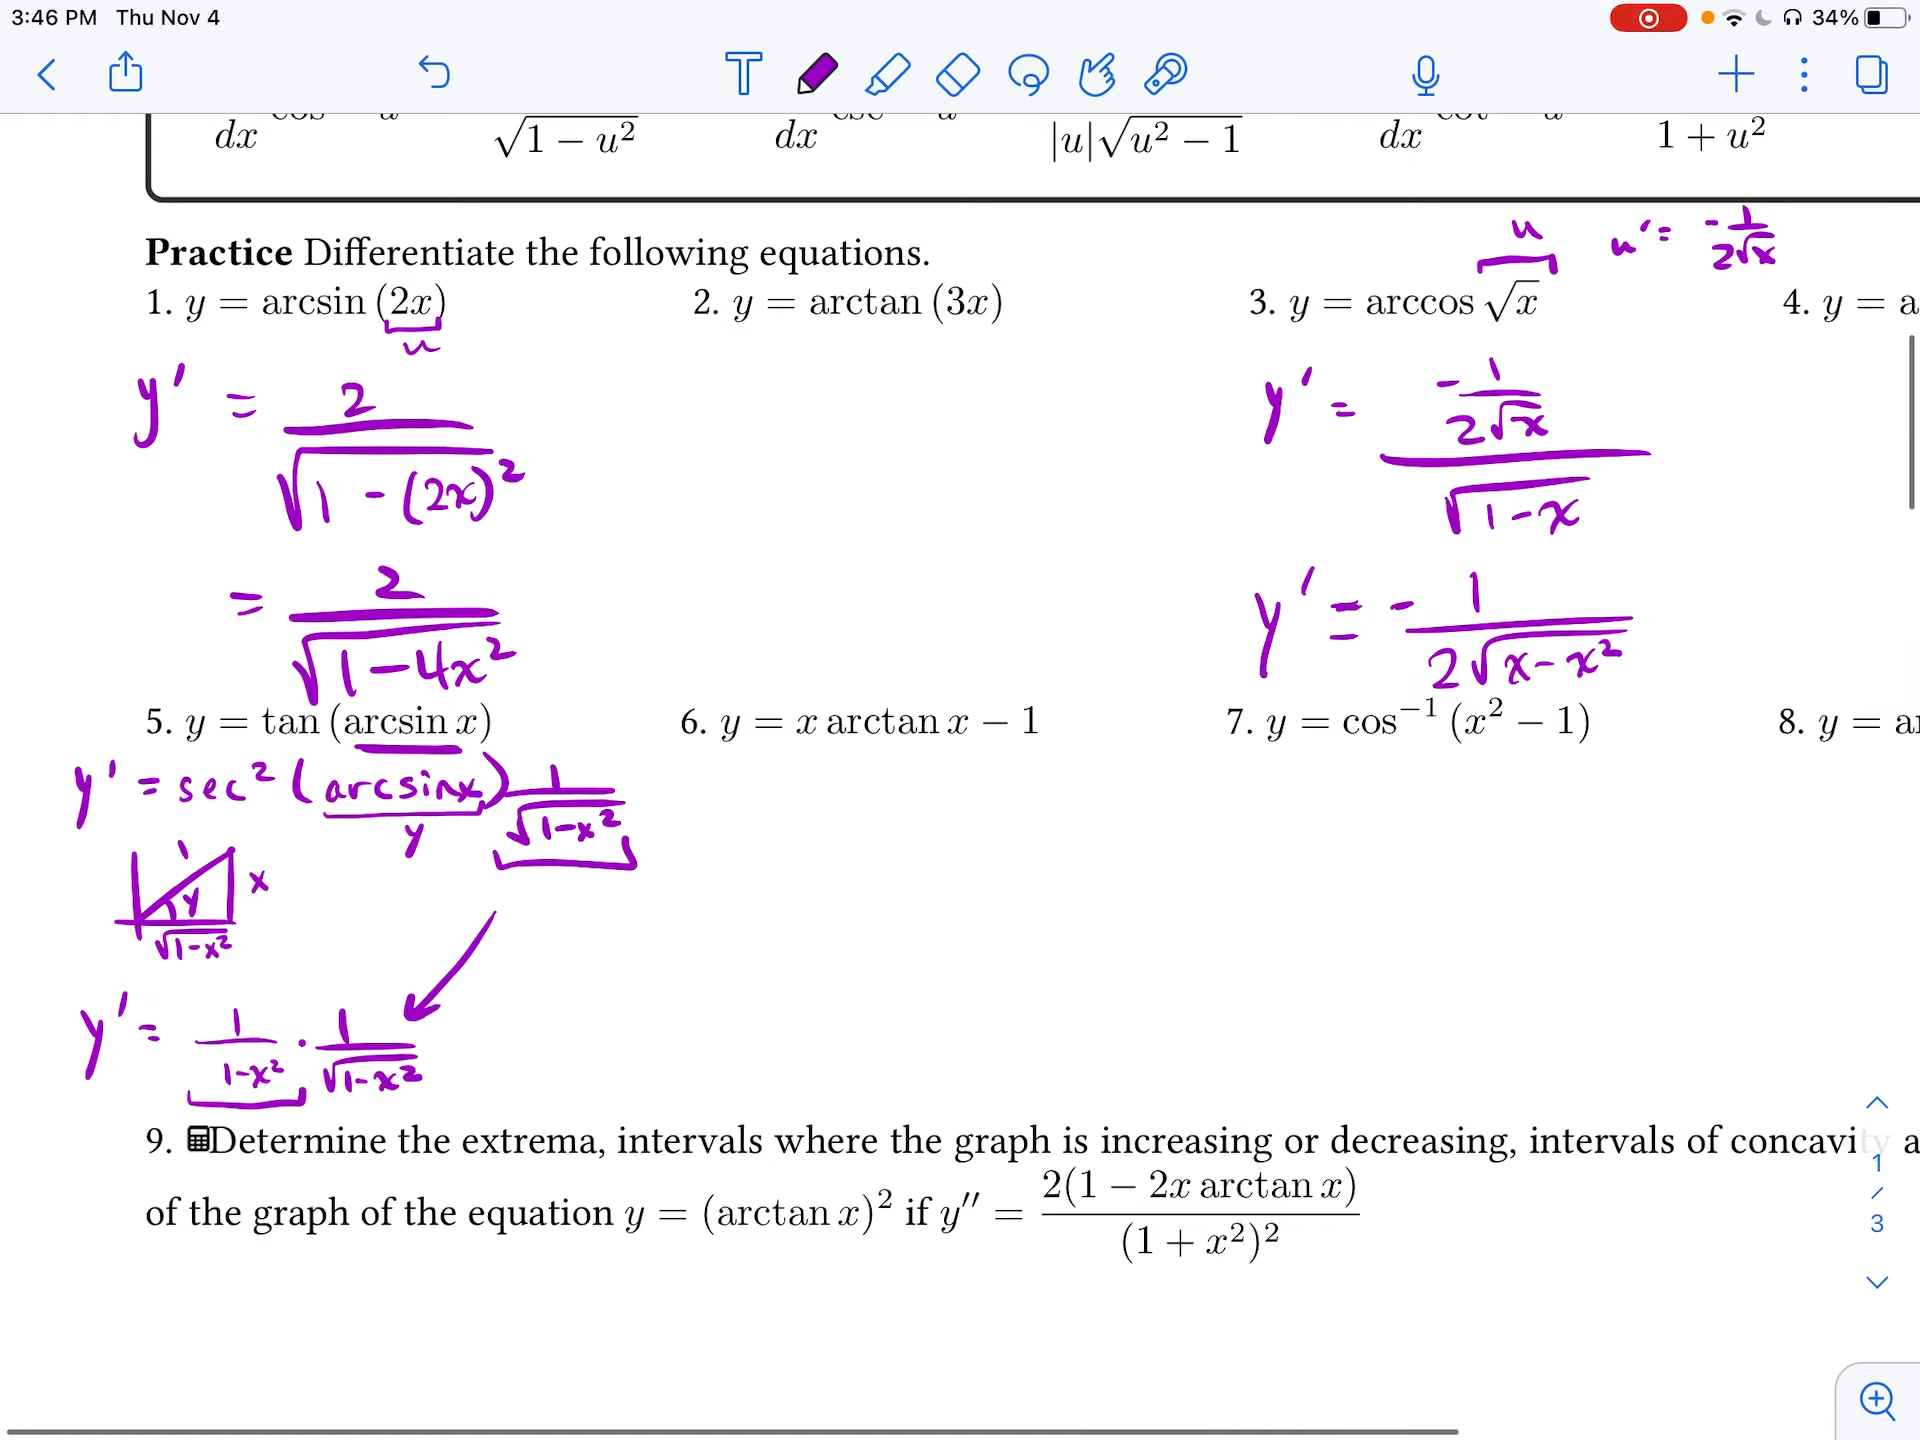 3:46 PM Thu Nov 4 34%
T
dx √(1 − u²) dx |u|√(u² − 1) dx 1 + u²
u u' = -1/(2√x)
Practice Differentiate the following equations.
1. y = arcsin (2x) 2. y = arctan (3x) 3. y = arccos √x 4. y = a
u
y' = 2/√(1 - (2x)²) y' = (-1/(2√x))/√(1-x)
= 2/√(1-4x²) y' = - 1/(2√(x-x²))
5. y = tan (arcsin x) 6. y = x arctan x − 1 7. y = cos⁻¹ (x² − 1) 8. y = ar
y' = sec² (arcsinx) 1/√(1-x²)
y
1 y x
√(1-x²)
y' = 1/(1-x²) · 1/√(1-x²)
9. Determine the extrema, intervals where the graph is increasing or decreasing, intervals of concavity a
of the graph of the equation y = (arctan x)² if y″ = 2(1 − 2x arctan x)/(1 + x²)²
1
/
3